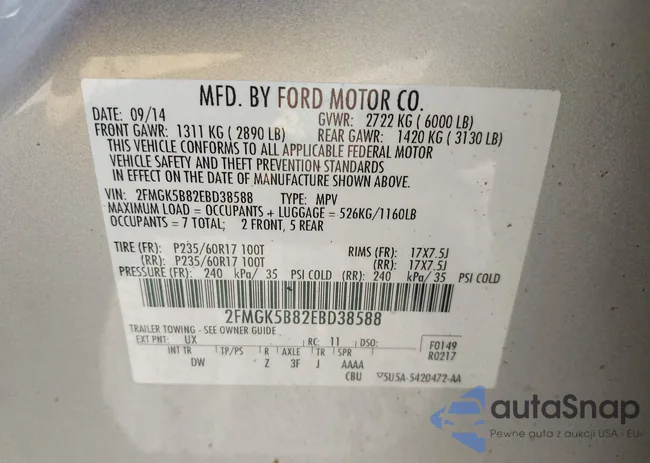 MFD. BY FORD MOTOR CO.
DATE: 09/14 GVWR: 2722 KG ( 6000 LB)
FRONT GAWR: 1311 KG ( 2890 LB) REAR GAWR: 1420 KG ( 3130 LB)
THIS VEHICLE CONFORMS TO ALL APPLICABLE FEDERAL MOTOR
VEHICLE SAFETY AND THEFT PREVENTION STANDARDS
IN EFFECT ON THE DATE OF MANUFACTURE SHOWN ABOVE.
VIN: 2FMGK5B82EBD38588 TYPE: MPV
MAXIMUM LOAD = OCCUPANTS + LUGGAGE = 526KG/1160LB
OCCUPANTS = 7 TOTAL; 2 FRONT, 5 REAR
TIRE (FR): P235/60R17 100T RIMS (FR): 17X7.5J
(RR): P235/60R17 100T (RR): 17X7.5J
PRESSURE (FR): 240 kPa/ 35 PSI COLD (RR): 240 kPa/ 35 PSI COLD
2FMGK5B82EBD38588
TRAILER TOWING - SEE OWNER GUIDE
EXT PNT: UX RC: 11 DSO: F0149
R0217
INT TR TP/PS R AXLE TR SPR
DW Z 3F J AAAA
CBU 5U5A-5420472-AA
autaSnap
Pewne auta z aukcji USA - EU